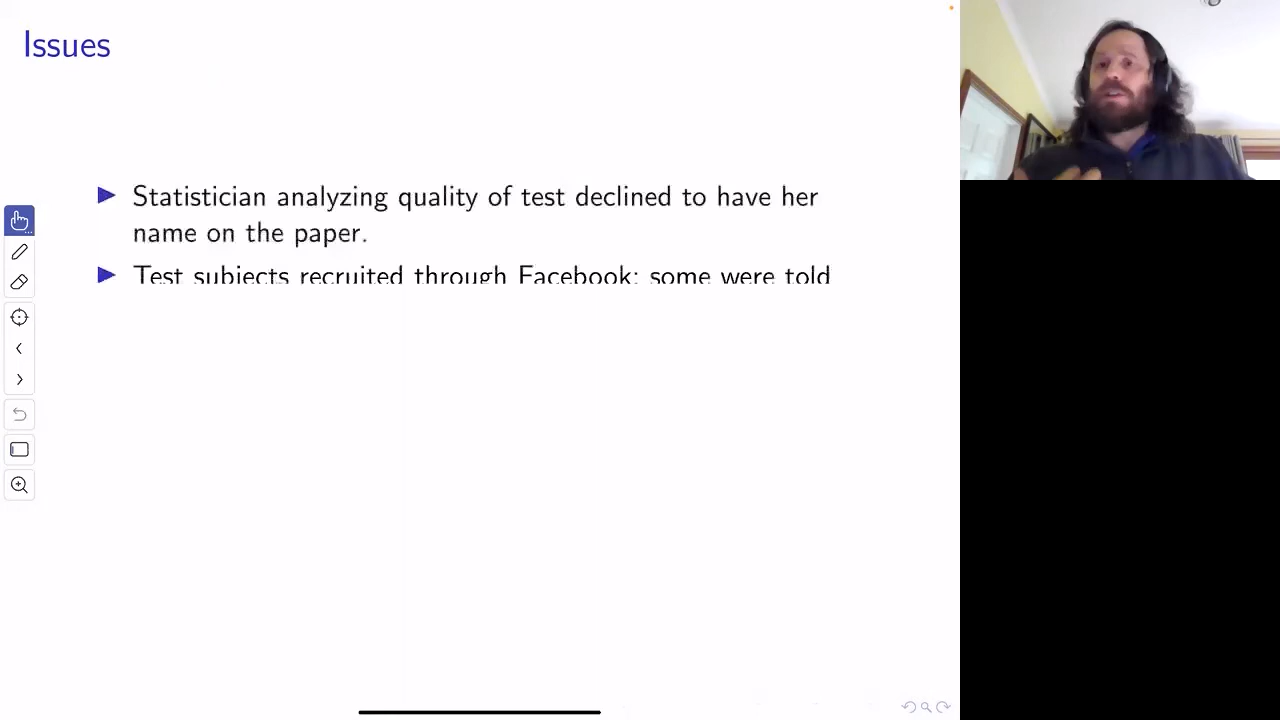 Issues
Statistician analyzing quality of test declined to have her
name on the paper.
Test subjects recruited through Facebook; some were told